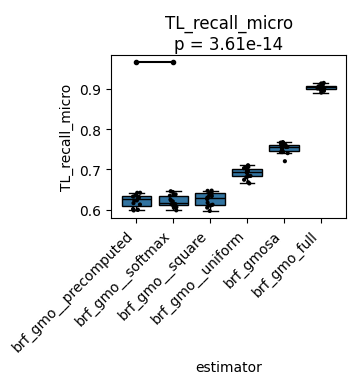 TL_recall_micro
p = 3.61e-14
TL_recall_micro
0.9
0.8
0.7
0.6
brf_gmo__precomputed
brf_gmo__softmax
brf_gmo__square
brf_gmo__uniform
brf_gmosa
brf_gmo_full
estimator